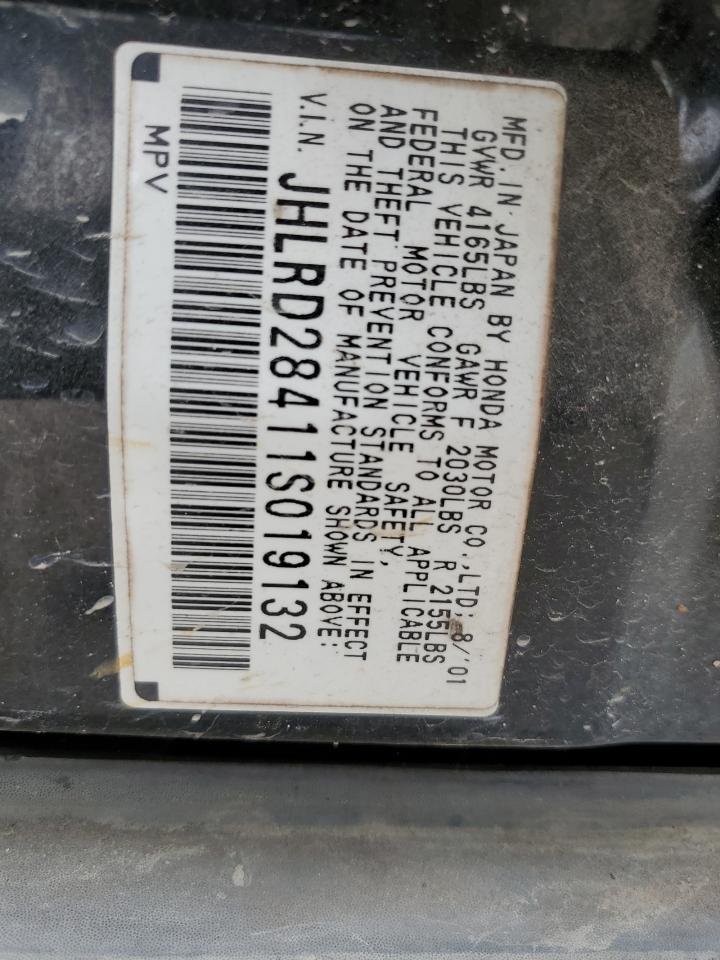 MFD. IN JAPAN BY HONDA MOTOR CO.,LTD; 8/'01
GVWR 4165LBS GAWR F 2030LBS R 2155LBS
THIS VEHICLE CONFORMS TO ALL APPLICABLE
FEDERAL MOTOR VEHICLE SAFETY,
AND THEFT PREVENTION STANDARDS IN EFFECT
ON THE DATE OF MANUFACTURE SHOWN ABOVE;
V.I.N. JHLRD28411S019132
MPV